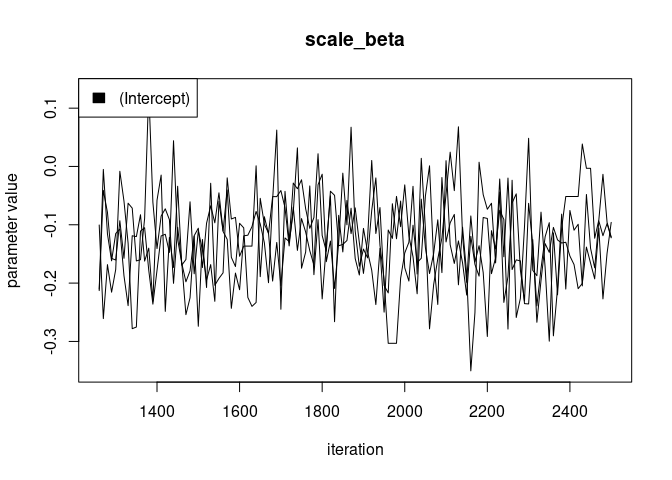 scale_beta
(Intercept)
parameter value
0.1
0.0
-0.1
-0.2
-0.3
1400 1600 1800 2000 2200 2400
iteration